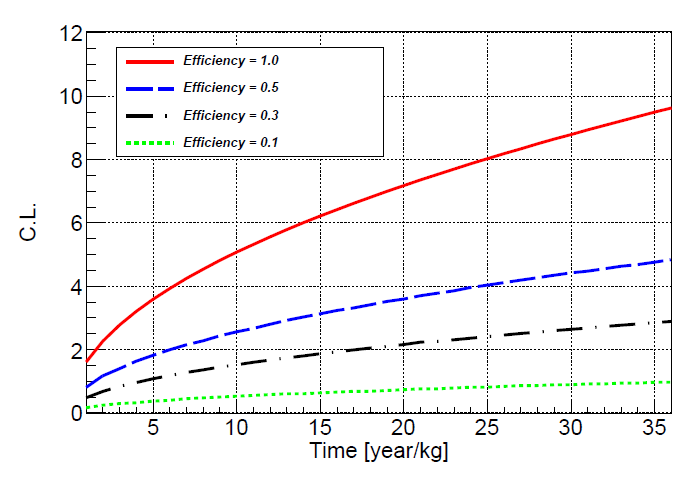 12
10
8
6
4
2
0
C.L.
Efficiency = 1.0
Efficiency = 0.5
Efficiency = 0.3
Efficiency = 0.1
5 10 15 20 25 30 35
Time [year/kg]